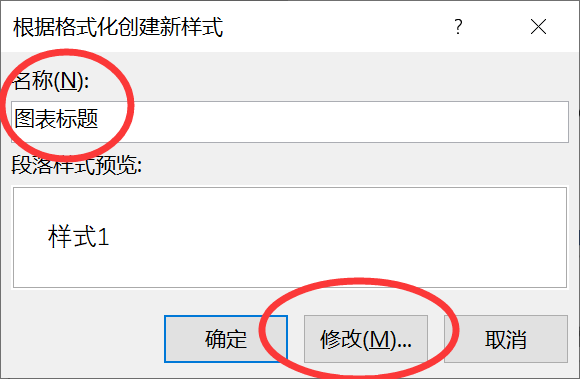 根据格式化创建新样式 ?
名称(N):
图表标题
段落样式预览:
样式1
确定 修改(M)... 取消